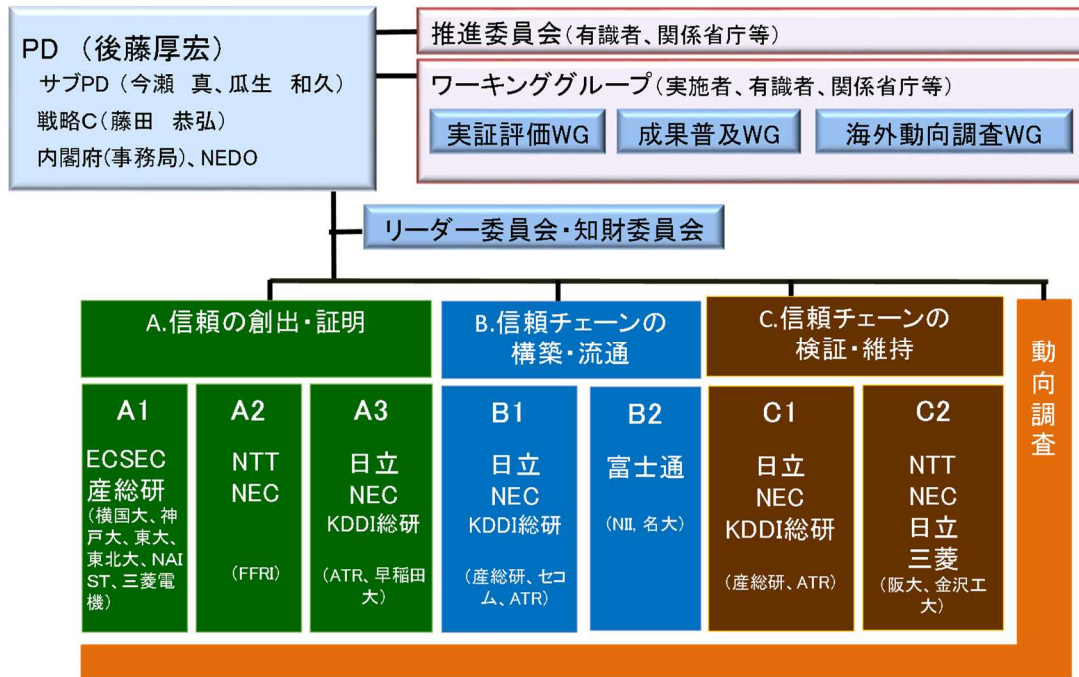 PD （後藤厚宏）
サブPD（今瀬　真、瓜生　和久）
戦略C（藤田　恭弘）
内閣府(事務局)、NEDO
推進委員会（有識者、関係省庁等）
ワーキンググループ（実施者、有識者、関係省庁等）
実証評価WG
成果普及WG
海外動向調査WG
リーダー委員会・知財委員会
A.信頼の創出・証明
A1
ECSEC
産総研
(横国大、神
戸大、東大、
東北大、NAI
ST、三菱電
機)
A2
NTT
NEC
(FFRI)
A3
日立
NEC
KDDI総研
(ATR、早稲田
大)
B.信頼チェーンの
構築・流通
B1
日立
NEC
KDDI総研
(産総研、セコ
ム、ATR)
B2
富士通
(NII, 名大)
C.信頼チェーンの
検証・維持
C1
日立
NEC
KDDI総研
(産総研、ATR)
C2
NTT
NEC
日立
三菱
(阪大、金沢工
大)
動向調査